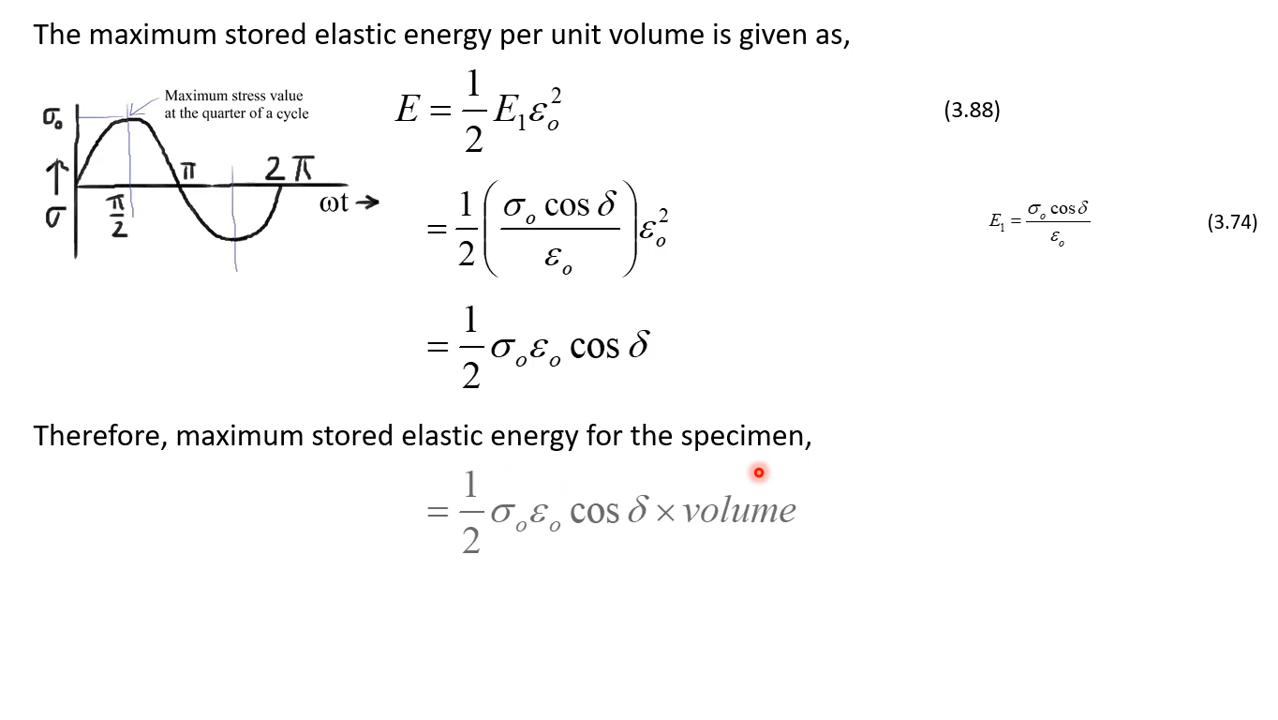 The maximum stored elastic energy per unit volume is given as,
Maximum stress value
at the quarter of a cycle
σₒ
↑
σ
π/2
π
2π
ωt →
E = 1/2 E₁εₒ² (3.88)
= 1/2 (σₒ cos δ / εₒ) εₒ²
E₁ = σₒ cos δ / εₒ (3.74)
= 1/2 σₒεₒ cos δ
Therefore, maximum stored elastic energy for the specimen,
= 1/2 σₒεₒ cos δ × volume